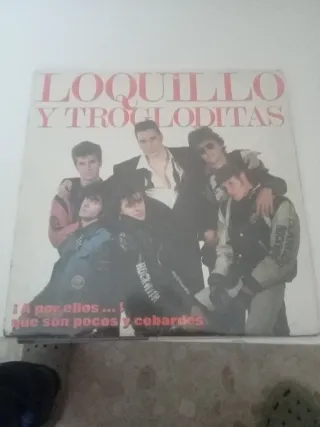 LOQUiLLO
Y TROGLODITAS
¡A por ellos...!
que son pocos y cobardes